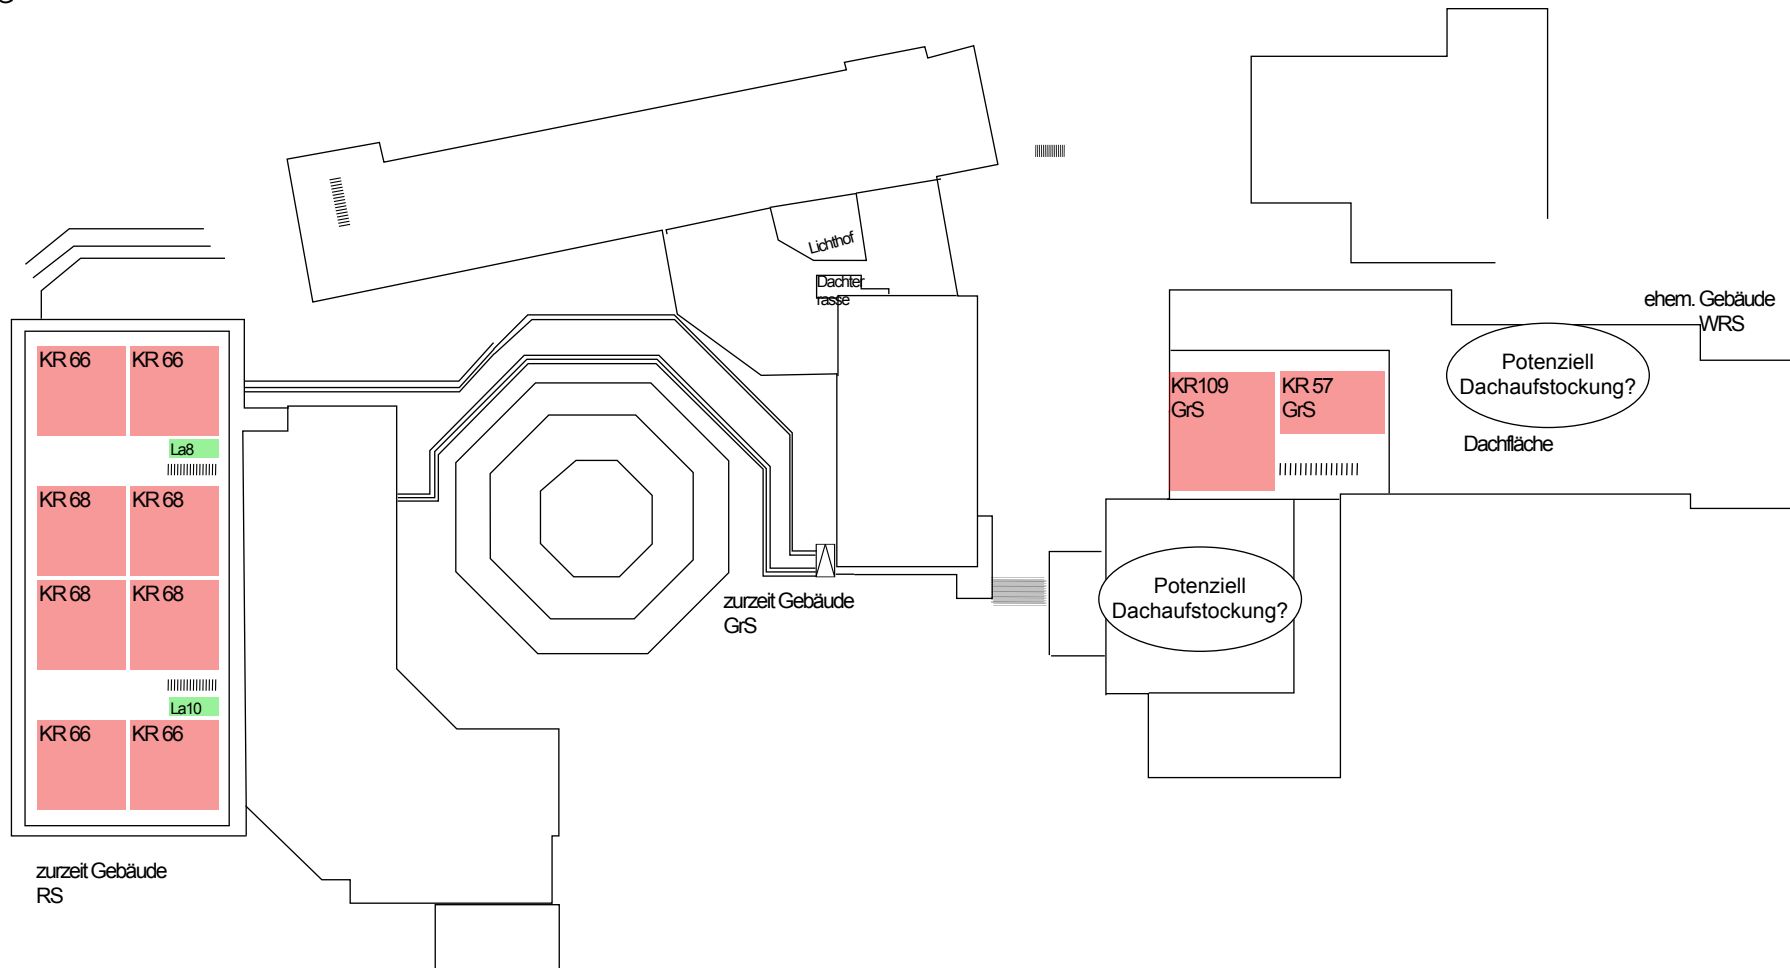 Lichthof
Dachter
rasse
ehem. Gebäude
WRS
KR 66
KR 66
La8
KR 68
KR 68
KR 68
KR 68
La10
KR 66
KR 66
zurzeit Gebäude
RS
zurzeit Gebäude
GrS
KR109
GrS
KR 57
GrS
Potenziell
Dachaufstockung?
Dachfläche
Potenziell
Dachaufstockung?